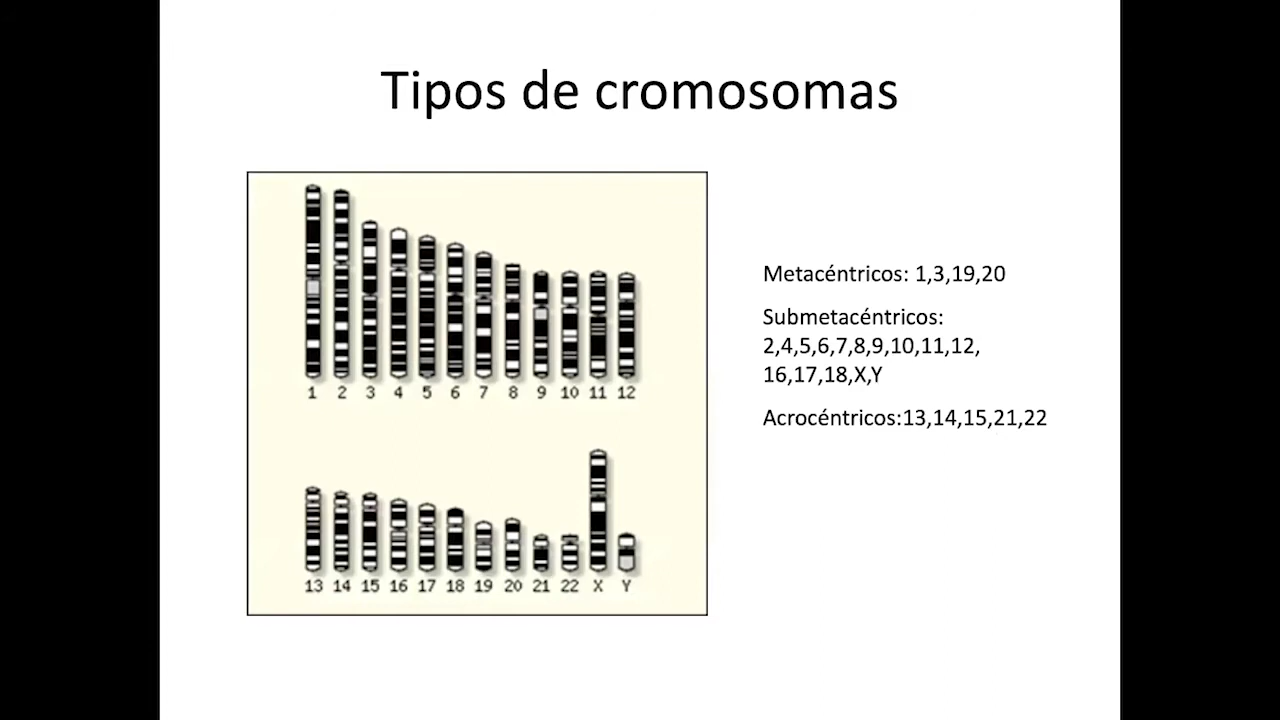 Tipos de cromosomas
1 2 3 4 5 6 7 8 9 10 11 12
13 14 15 16 17 18 19 20 21 22 X Y
Metacéntricos: 1,3,19,20
Submetacéntricos:
2,4,5,6,7,8,9,10,11,12,
16,17,18,X,Y
Acrocéntricos:13,14,15,21,22